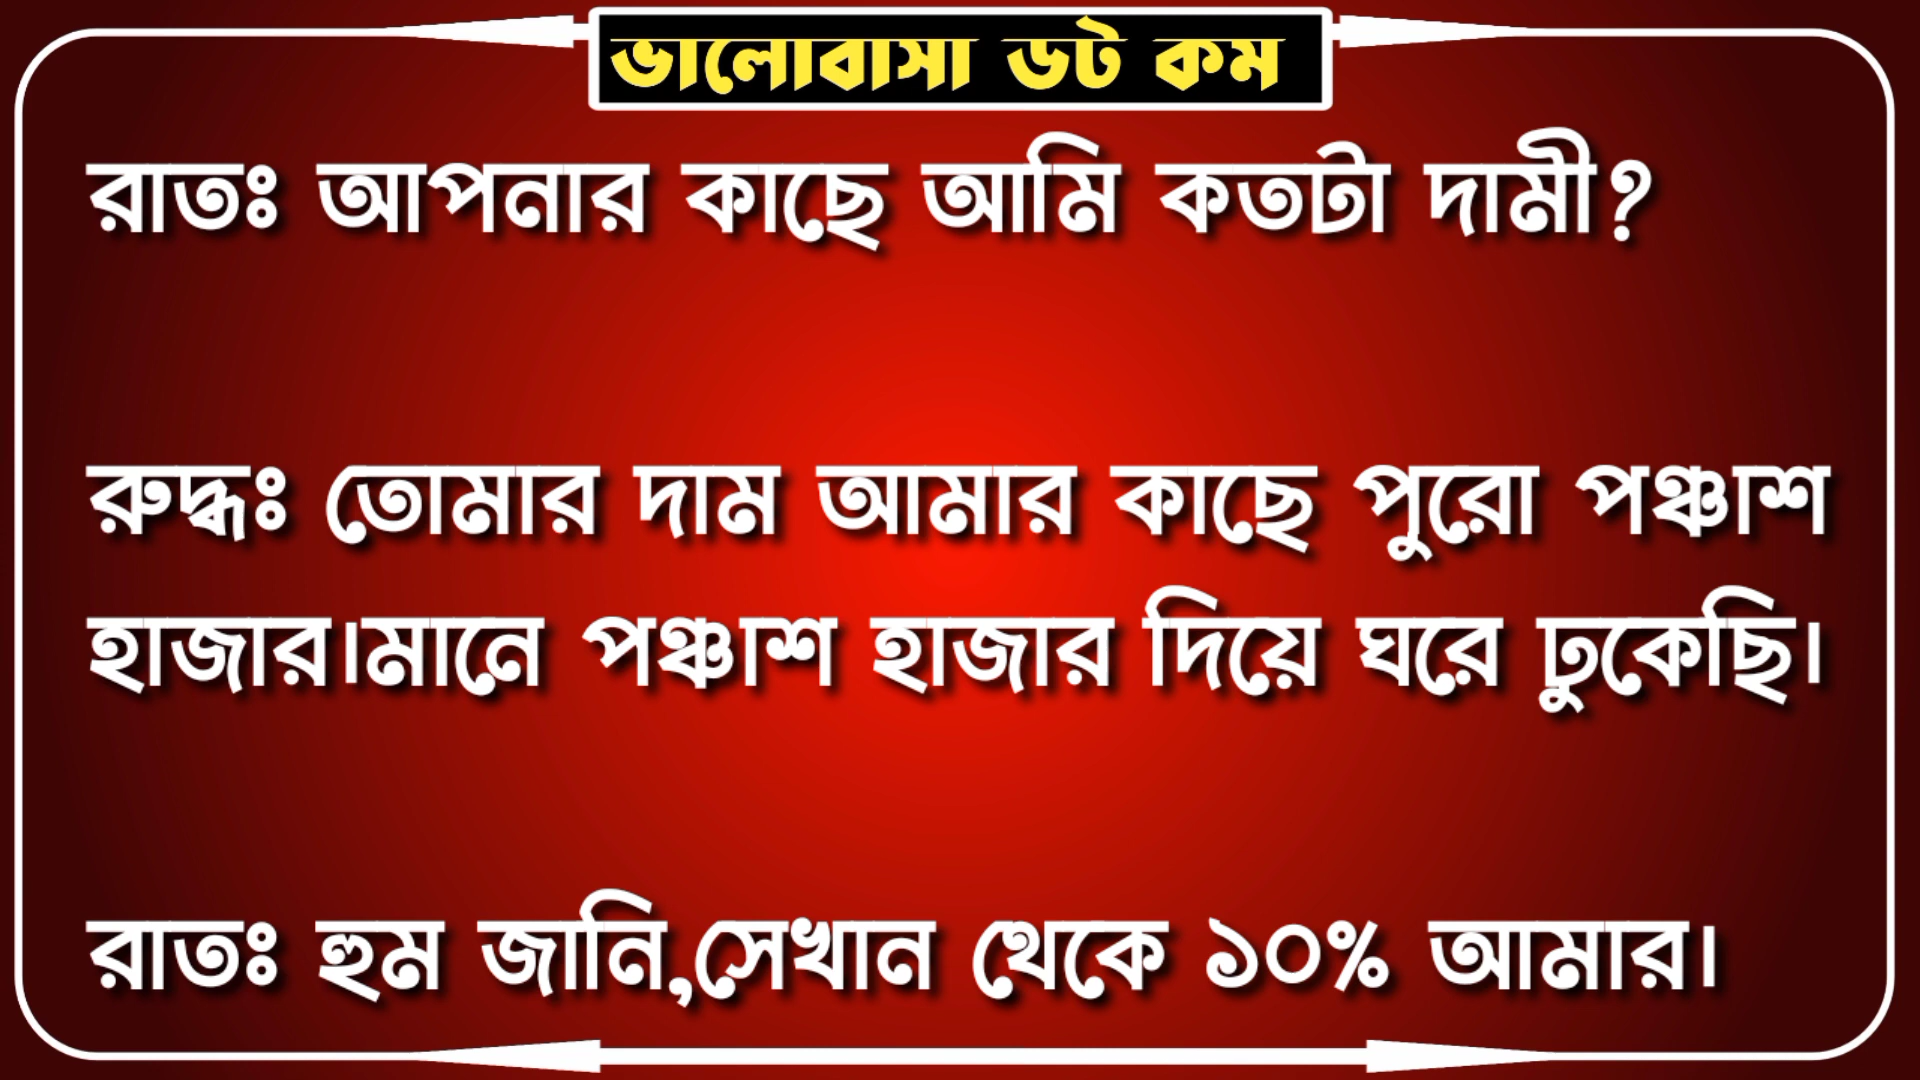 ভালোবাসা ডট কম
রাতঃ আপনার কাছে আমি কতটা দামী?
রুদ্ধঃ তোমার দাম আমার কাছে পুরো পঞ্চাশ
হাজার।মানে পঞ্চাশ হাজার দিয়ে ঘরে ঢুকেছি।
রাতঃ হুম জানি,সেখান থেকে ১০% আমার।